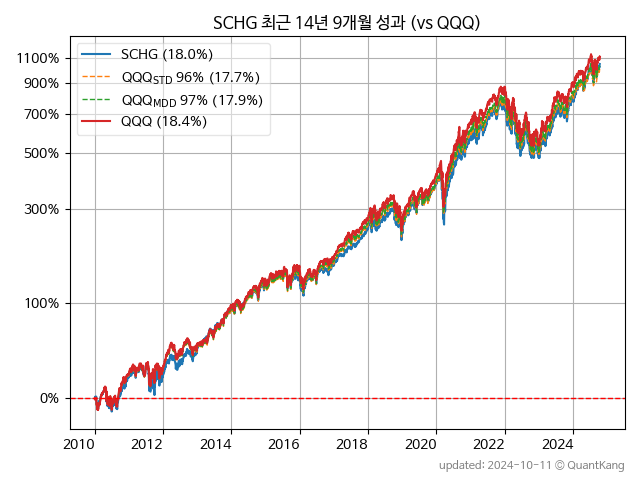 SCHG 최근 14년 9개월 성과 (vs QQQ)
SCHG (18.0%)
QQQSTD 96% (17.7%)
QQQMDD 97% (17.9%)
QQQ (18.4%)
1100%
900%
700%
500%
300%
100%
0%
2010 2012 2014 2016 2018 2020 2022 2024
updated: 2024-10-11 © QuantKang